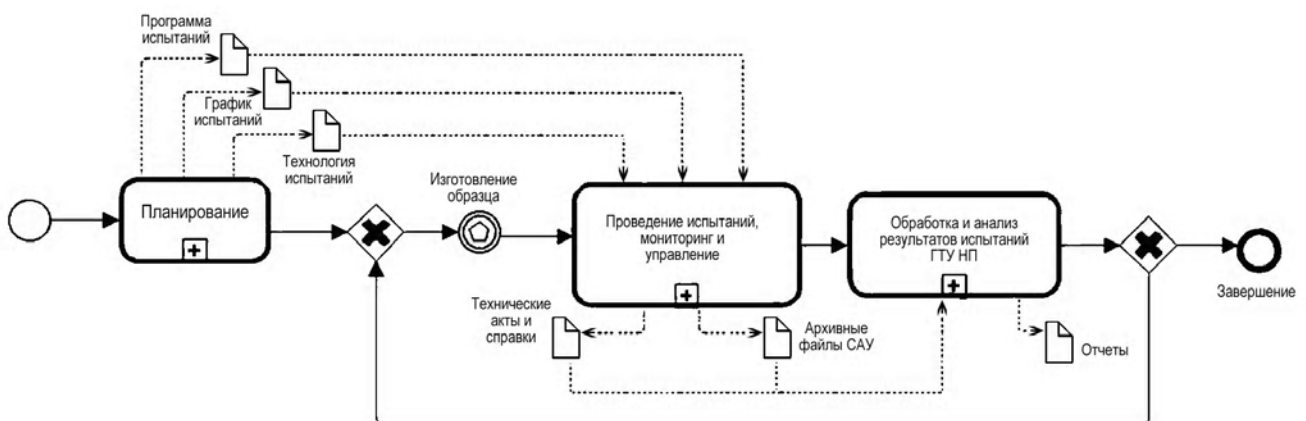 Программа
испытаний
График
испытаний
Технология
испытаний
Планирование
Изготовление
образца
Проведение испытаний,
мониторинг и
управление
Обработка и анализ
результатов испытаний
ГТУ НП
Завершение
Технические
акты и
справки
Архивные
файлы САУ
Отчеты